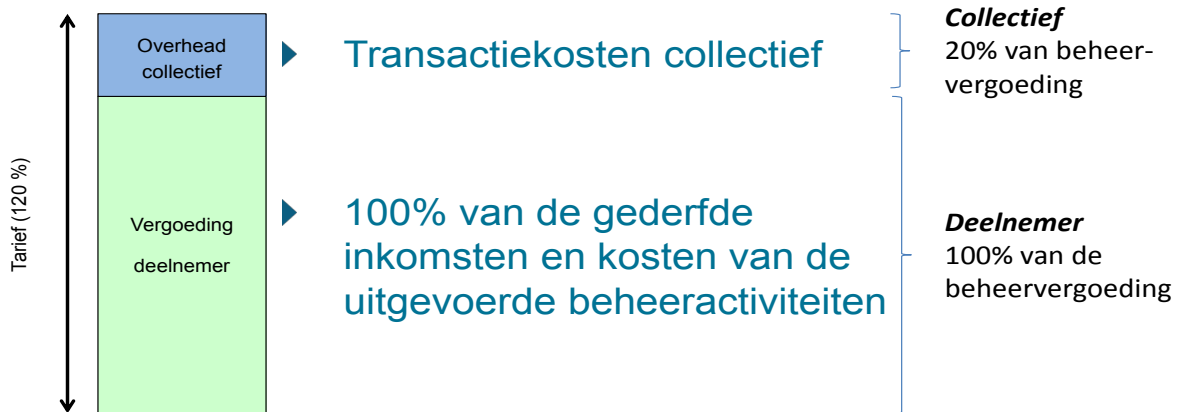 Tarief (120 %)
Overhead
collectief
Transactiekosten collectief
Collectief
20% van beheer-
vergoeding
Vergoeding
deelnemer
100% van de gederfde
inkomsten en kosten van de
uitgevoerde beheeractiviteiten
Deelnemer
100% van de
beheervergoeding